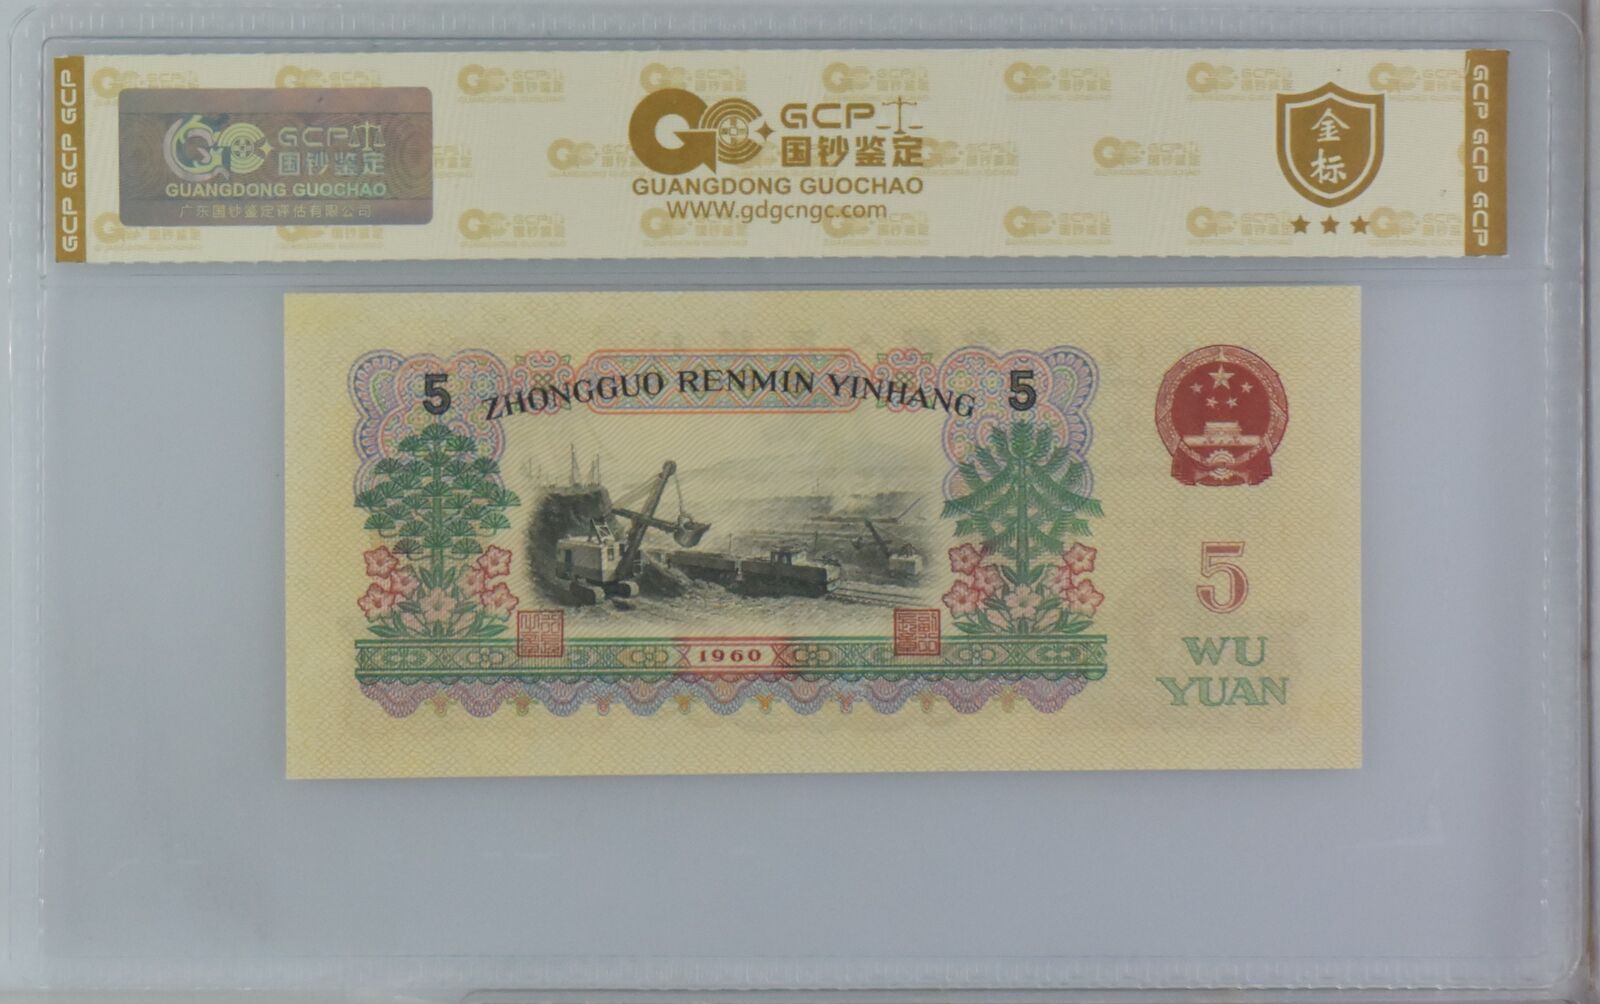 GCP GCP GCP
GCP
国钞鉴定
GUANGDONG GUOCHAO
广东国钞鉴定评估有限公司
GCP
国钞鉴定
GUANGDONG GUOCHAO
WWW.gdgcngc.com
金标
GCP GCP GCP
5 ZHONGGUO RENMIN YINHANG 5
1960
5
WU
YUAN